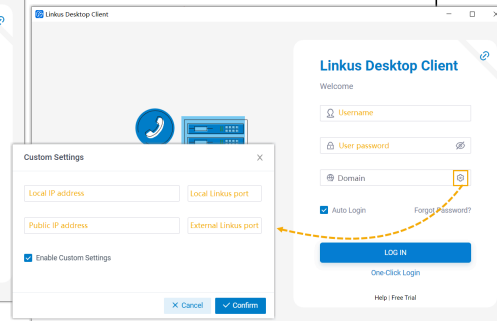 Linkus Desktop Client
Linkus Desktop Client
Welcome
Username
User password
Domain
Auto Login
Forgot Password?
LOG IN
One-Click Login
Help | Free Trial
Custom Settings
Local IP address
Local Linkus port
Public IP address
External Linkus port
Enable Custom Settings
Cancel
Confirm